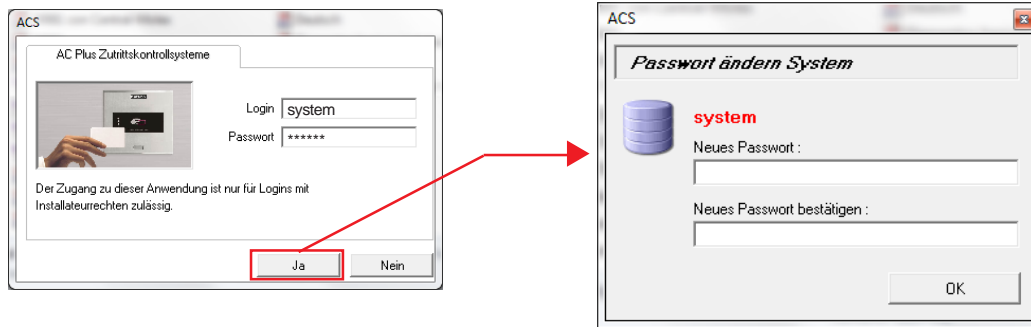 ACS
AC Plus Zutrittskontrollsysteme
Login system
Passwort ******
Der Zugang zu dieser Anwendung ist nur für Logins mit
Installateurrechten zulässig.
Ja Nein
ACS
Passwort ändern System
system
Neues Passwort :
Neues Passwort bestätigen :
OK